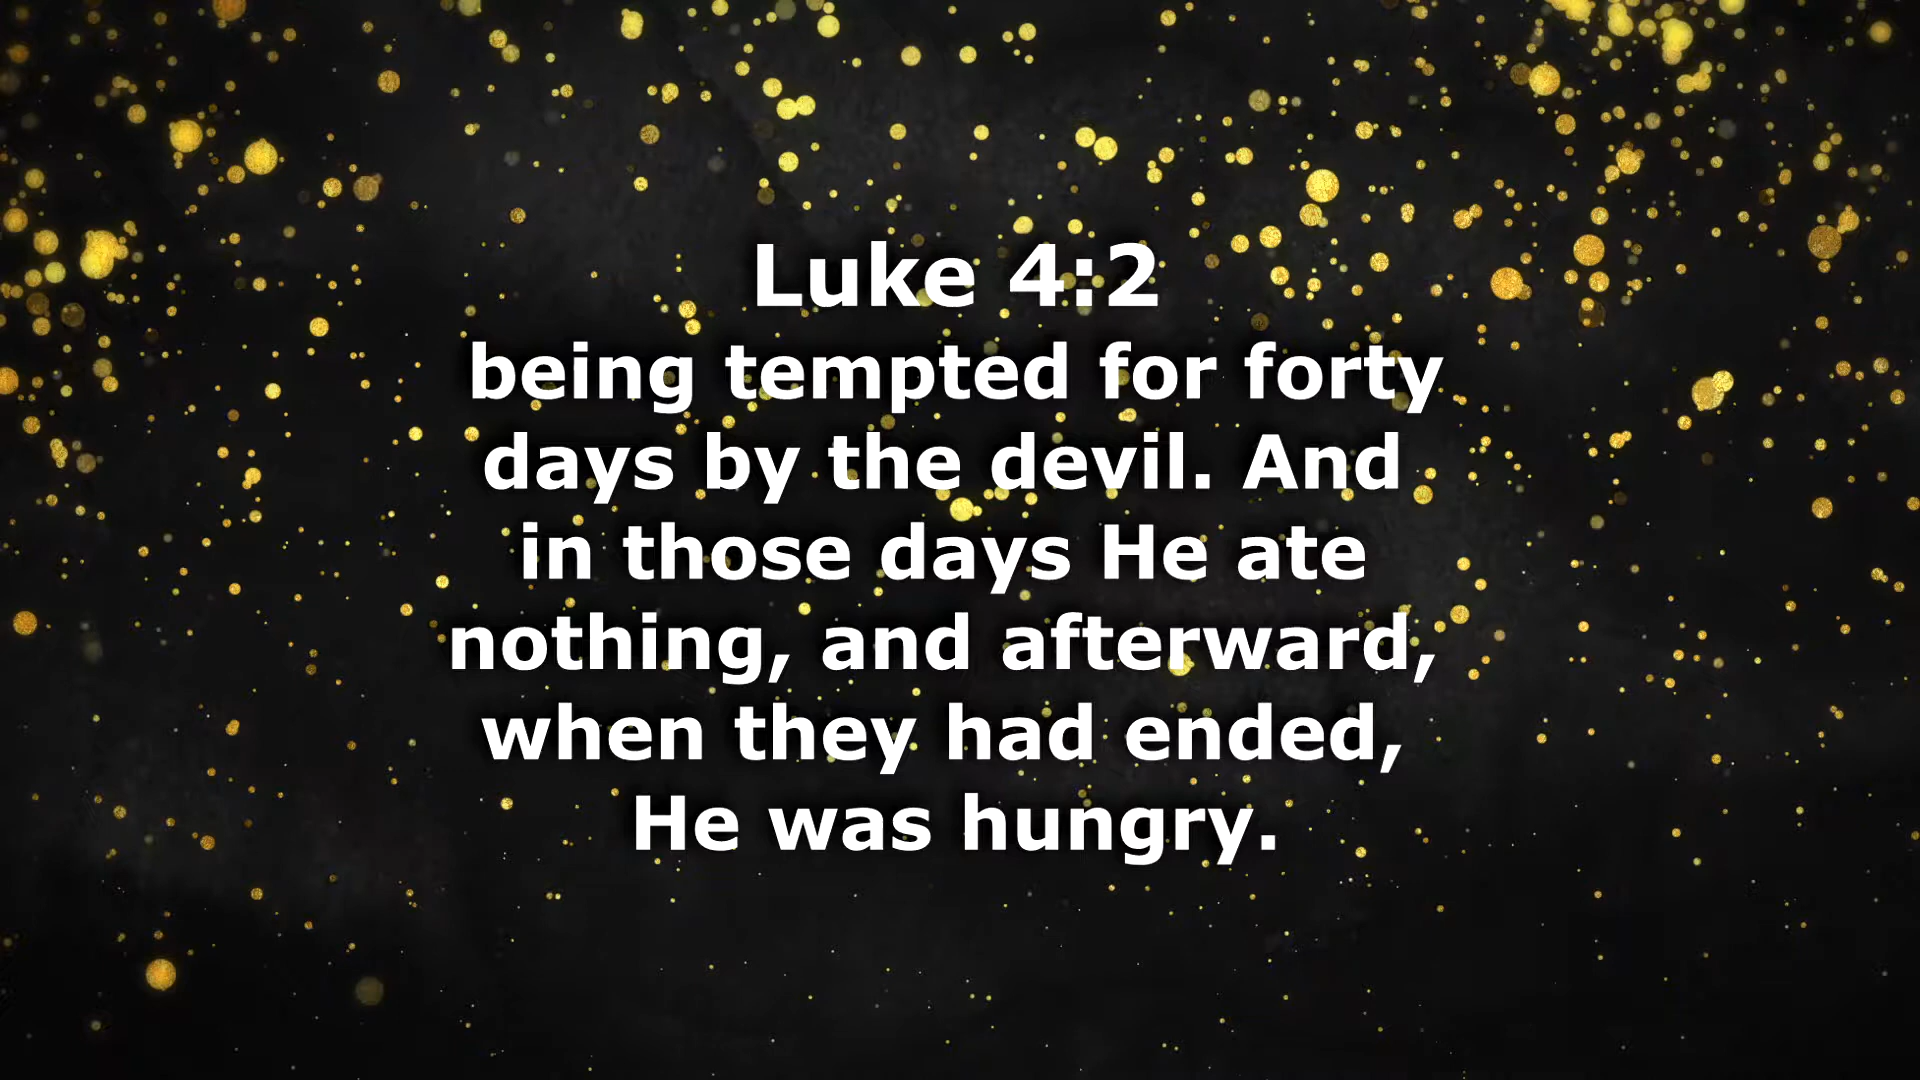 Luke 4:2
being tempted for forty
days by the devil. And
in those days He ate
nothing, and afterward,
when they had ended,
He was hungry.